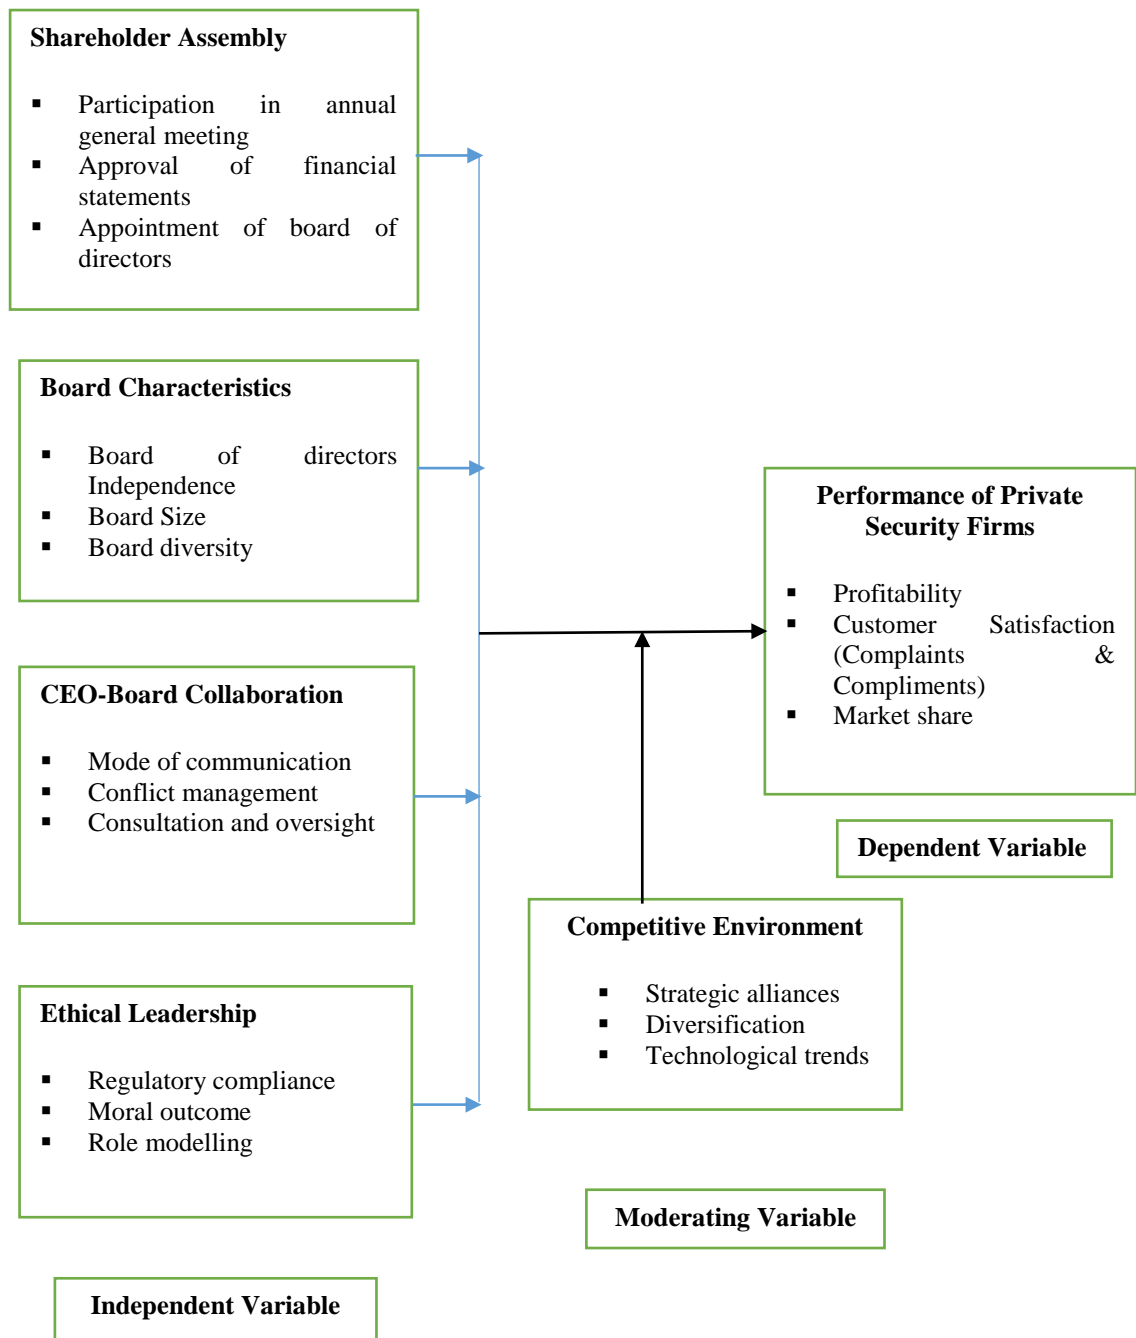 Shareholder Assembly
▪ Participation in annual
general meeting
▪ Approval of financial
statements
▪ Appointment of board of
directors
Board Characteristics
▪ Board of directors
Independence
▪ Board Size
▪ Board diversity
CEO-Board Collaboration
▪ Mode of communication
▪ Conflict management
▪ Consultation and oversight
Ethical Leadership
▪ Regulatory compliance
▪ Moral outcome
▪ Role modelling
Independent Variable
Performance of Private
Security Firms
▪ Profitability
▪ Customer Satisfaction
(Complaints &
Compliments)
▪ Market share
Dependent Variable
Competitive Environment
▪ Strategic alliances
▪ Diversification
▪ Technological trends
Moderating Variable